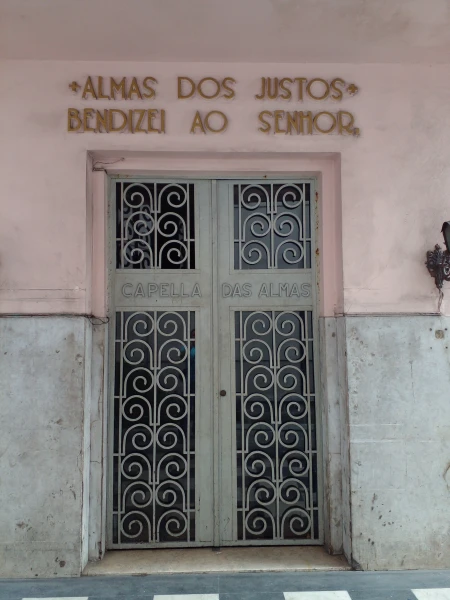 *ALMAS DOS JUSTOS*
BENDIZEI AO SENHOR.
CAPELLA DAS ALMAS